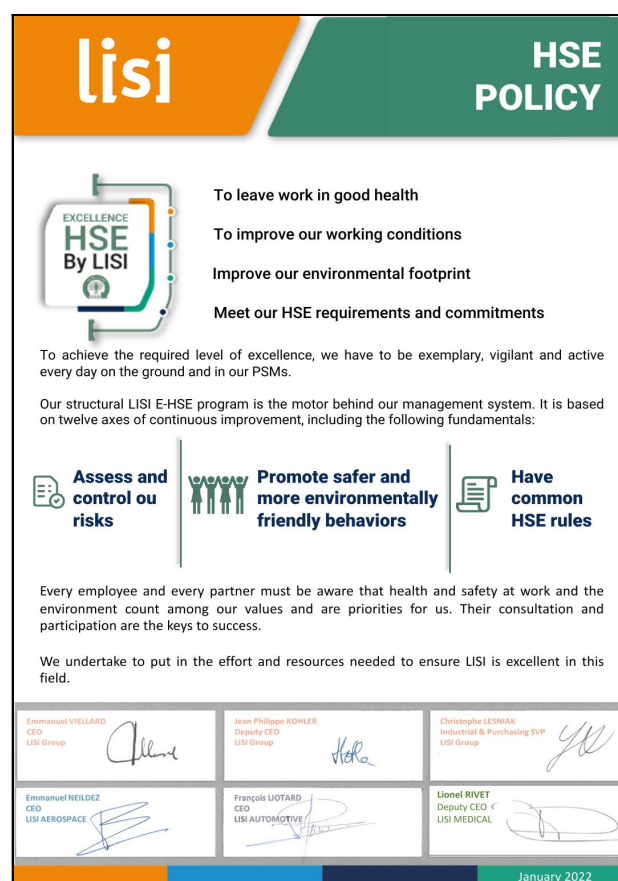 lisi
HSE
POLICY
EXCELLENCE
HSE
By LISI
To leave work in good health
To improve our working conditions
Improve our environmental footprint
Meet our HSE requirements and commitments
To achieve the required level of excellence, we have to be exemplary, vigilant and active
every day on the ground and in our PSMs.
Our structural LISI E-HSE program is the motor behind our management system. It is based
on twelve axes of continuous improvement, including the following fundamentals:
Assess and
control ou
risks
Promote safer and
more environmentally
friendly behaviors
Have
common
HSE rules
Every employee and every partner must be aware that health and safety at work and the
environment count among our values and are priorities for us. Their consultation and
participation are the keys to success.
We undertake to put in the effort and resources needed to ensure LISI is excellent in this
field.
Emmanuel VIELLARD
CEO
LISI Group
Jean Philippe KOHLER
Deputy CEO
LISI Group
Christophe LESNIAK
Industrial & Purchasing SVP
LISI Group
Emmanuel NEILDEZ
CEO
LISI AEROSPACE
François LIOTARD
CEO
LISI AUTOMOTIVE
Lionel RIVET
Deputy CEO
LISI MEDICAL
January 2022